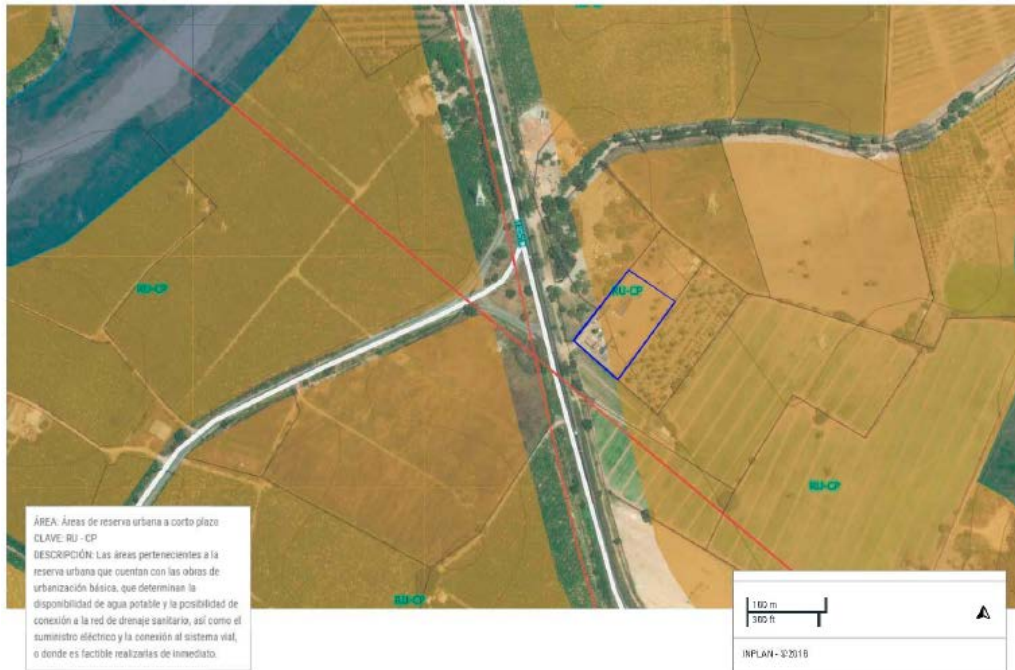 RU-CP
RU-CP
RU-CP
RU-CP
ÁREA: Áreas de reserva urbana a corto plazo
CLAVE: RU - CP
DESCRIPCIÓN: Las áreas pertenecientes a la
reserva urbana que cuentan con las obras de
urbanización básica, que determinan la
disponibilidad de agua potable y la posibilidad de
conexión a la red de drenaje sanitario, así como el
suministro eléctrico y la conexión al sistema vial,
o donde es factible realizarlas de inmediato.
100 m
300 ft
INPLAN - ©2018